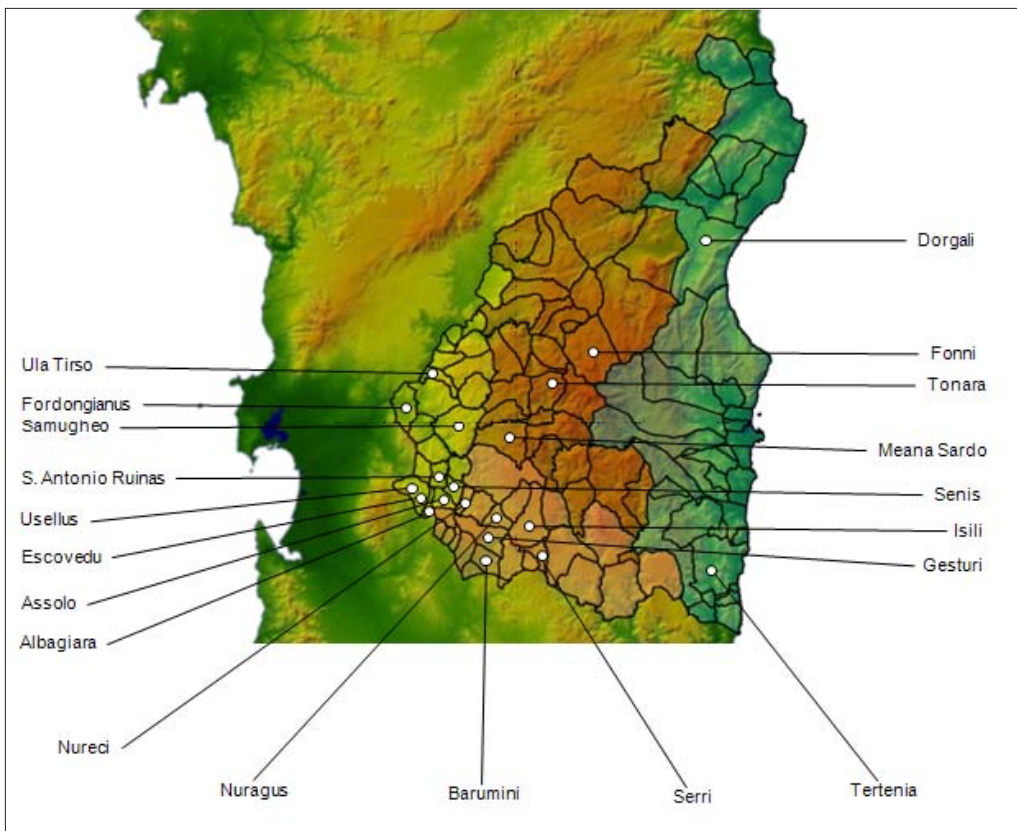 Dorgali
Fonni
Ula Tirso
Tonara
Fordongianus
Samugheo
Meana Sardo
S. Antonio Ruinas
Senis
Usellus
Isili
Escovedu
Gesturi
Assolo
Albagiara
Nureci
Nuragus
Barumini
Serri
Tertenia